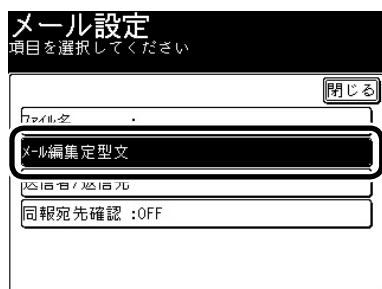 メール設定
項目を選択してください
閉じる
ファイル名 :
メール編集定型文
送信者/返信先
同報宛先確認 :OFF